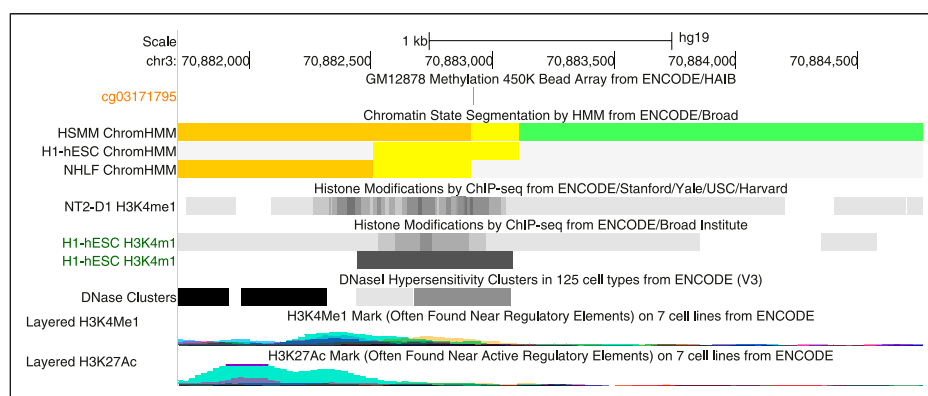 Scale 1 kb hg19
chr3: 70,882,000 70,882,500 70,883,000 70,883,500 70,884,000 70,884,500
GM12878 Methylation 450K Bead Array from ENCODE/HAIB
cg03171795
Chromatin State Segmentation by HMM from ENCODE/Broad
HSMM ChromHMM
H1-hESC ChromHMM
NHLF ChromHMM
Histone Modifications by ChIP-seq from ENCODE/Stanford/Yale/USC/Harvard
NT2-D1 H3K4me1
Histone Modifications by ChIP-seq from ENCODE/Broad Institute
H1-hESC H3K4m1
H1-hESC H3K4m1
DNaseI Hypersensitivity Clusters in 125 cell types from ENCODE (V3)
DNase Clusters
H3K4Me1 Mark (Often Found Near Regulatory Elements) on 7 cell lines from ENCODE
Layered H3K4Me1
H3K27Ac Mark (Often Found Near Active Regulatory Elements) on 7 cell lines from ENCODE
Layered H3K27Ac